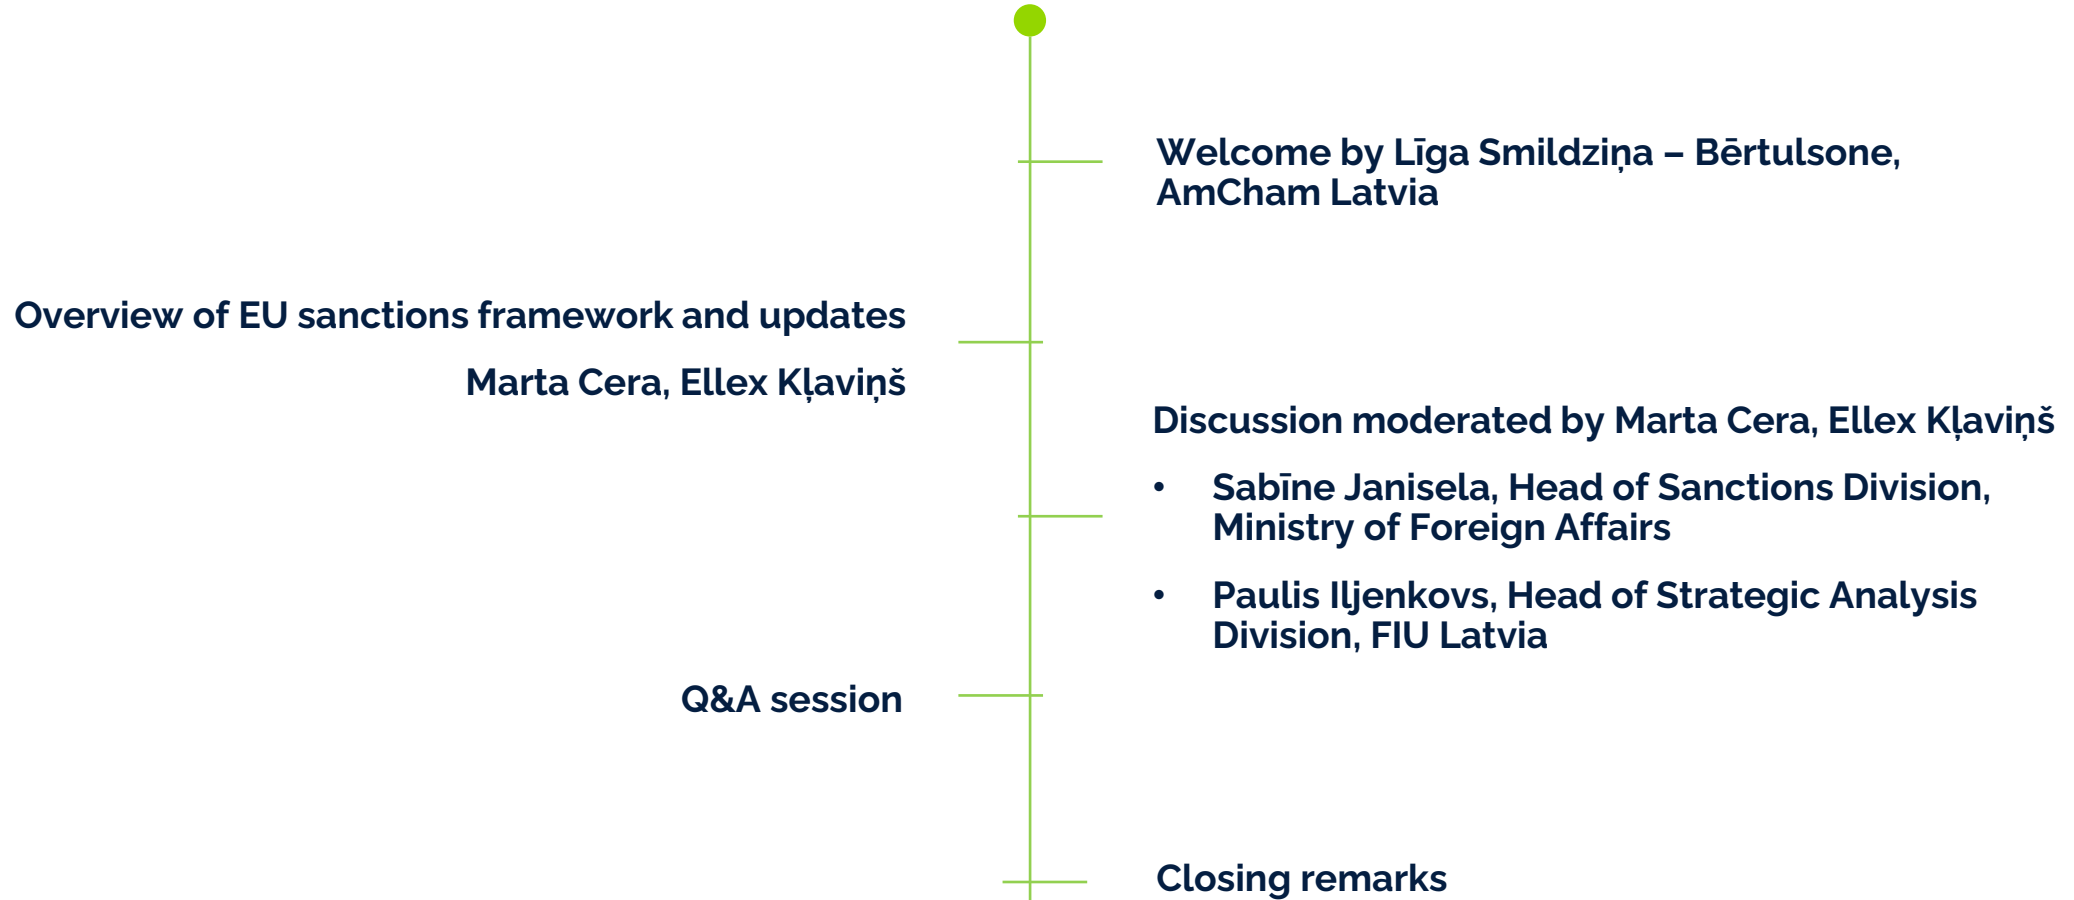 Welcome by Līga Smildziņa – Bērtulsone,
AmCham Latvia
Overview of EU sanctions framework and updates
Marta Cera, Ellex Kļaviņš
Discussion moderated by Marta Cera, Ellex Kļaviņš
• Sabīne Janisela, Head of Sanctions Division,
Ministry of Foreign Affairs
• Paulis Iljenkovs, Head of Strategic Analysis
Division, FIU Latvia
Q&A session
Closing remarks